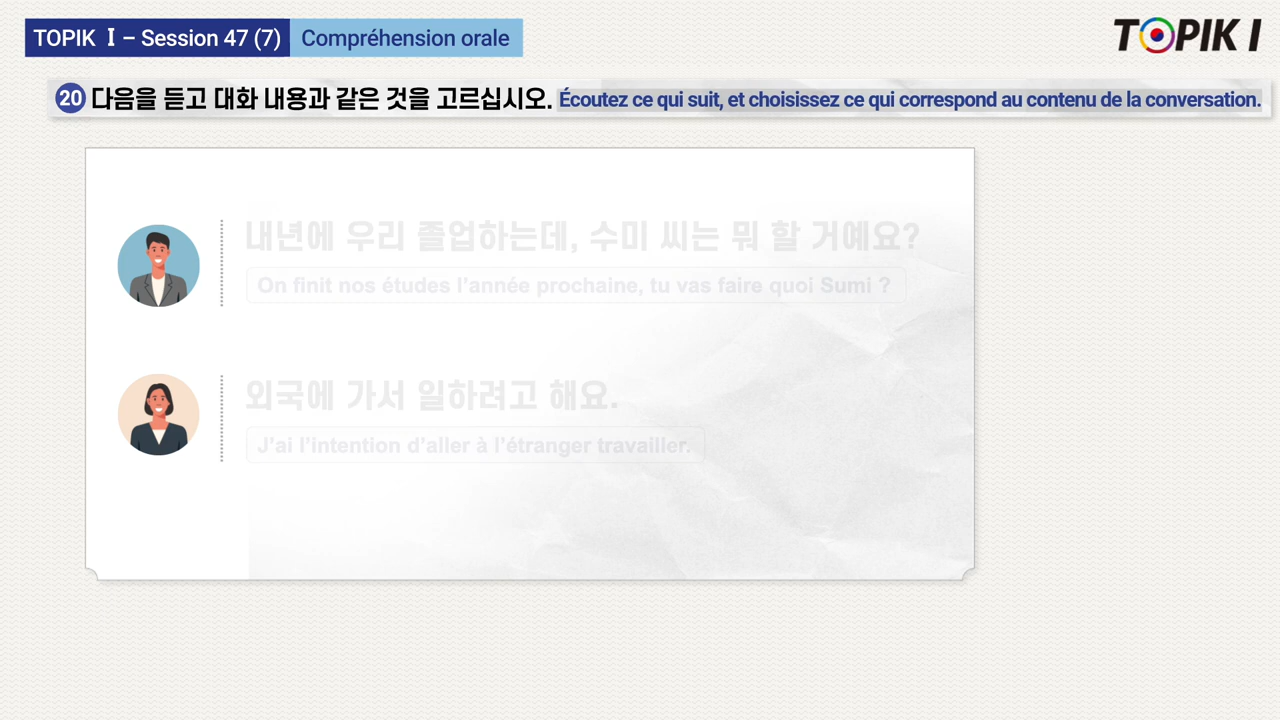 TOPIK Ⅰ – Session 47 (7) Compréhension orale
TOPIK I
20 다음을 듣고 대화 내용과 같은 것을 고르십시오. Écoutez ce qui suit, et choisissez ce qui correspond au contenu de la conversation.
내년에 우리 졸업하는데, 수미 씨는 뭐 할 거예요?
On finit nos études l'année prochaine, tu vas faire quoi Sumi ?
외국에 가서 일하려고 해요.
J'ai l'intention d'aller à l'étranger travailler.